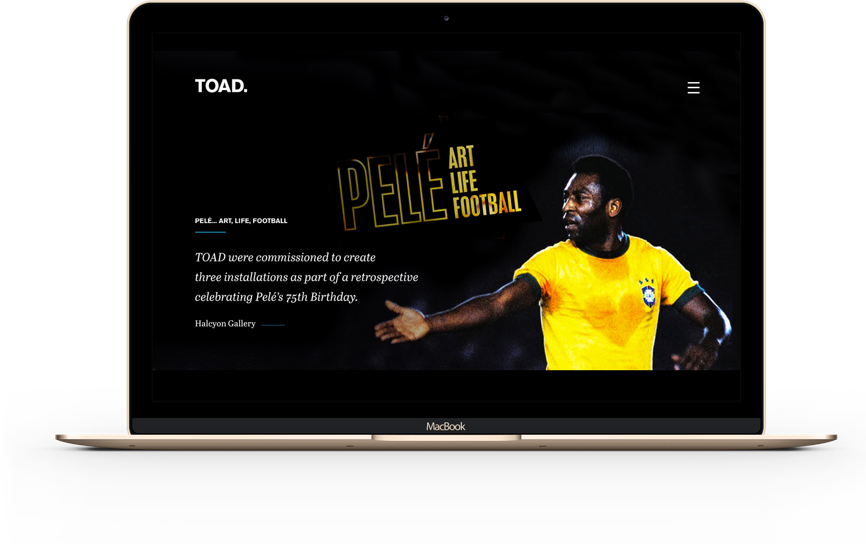 TOAD.
PELÉ
ART
LIFE
FOOTBALL
PELÉ... ART, LIFE, FOOTBALL
TOAD were commissioned to create
three installations as part of a retrospective
celebrating Pelé's 75th Birthday.
Halcyon Gallery
MacBook